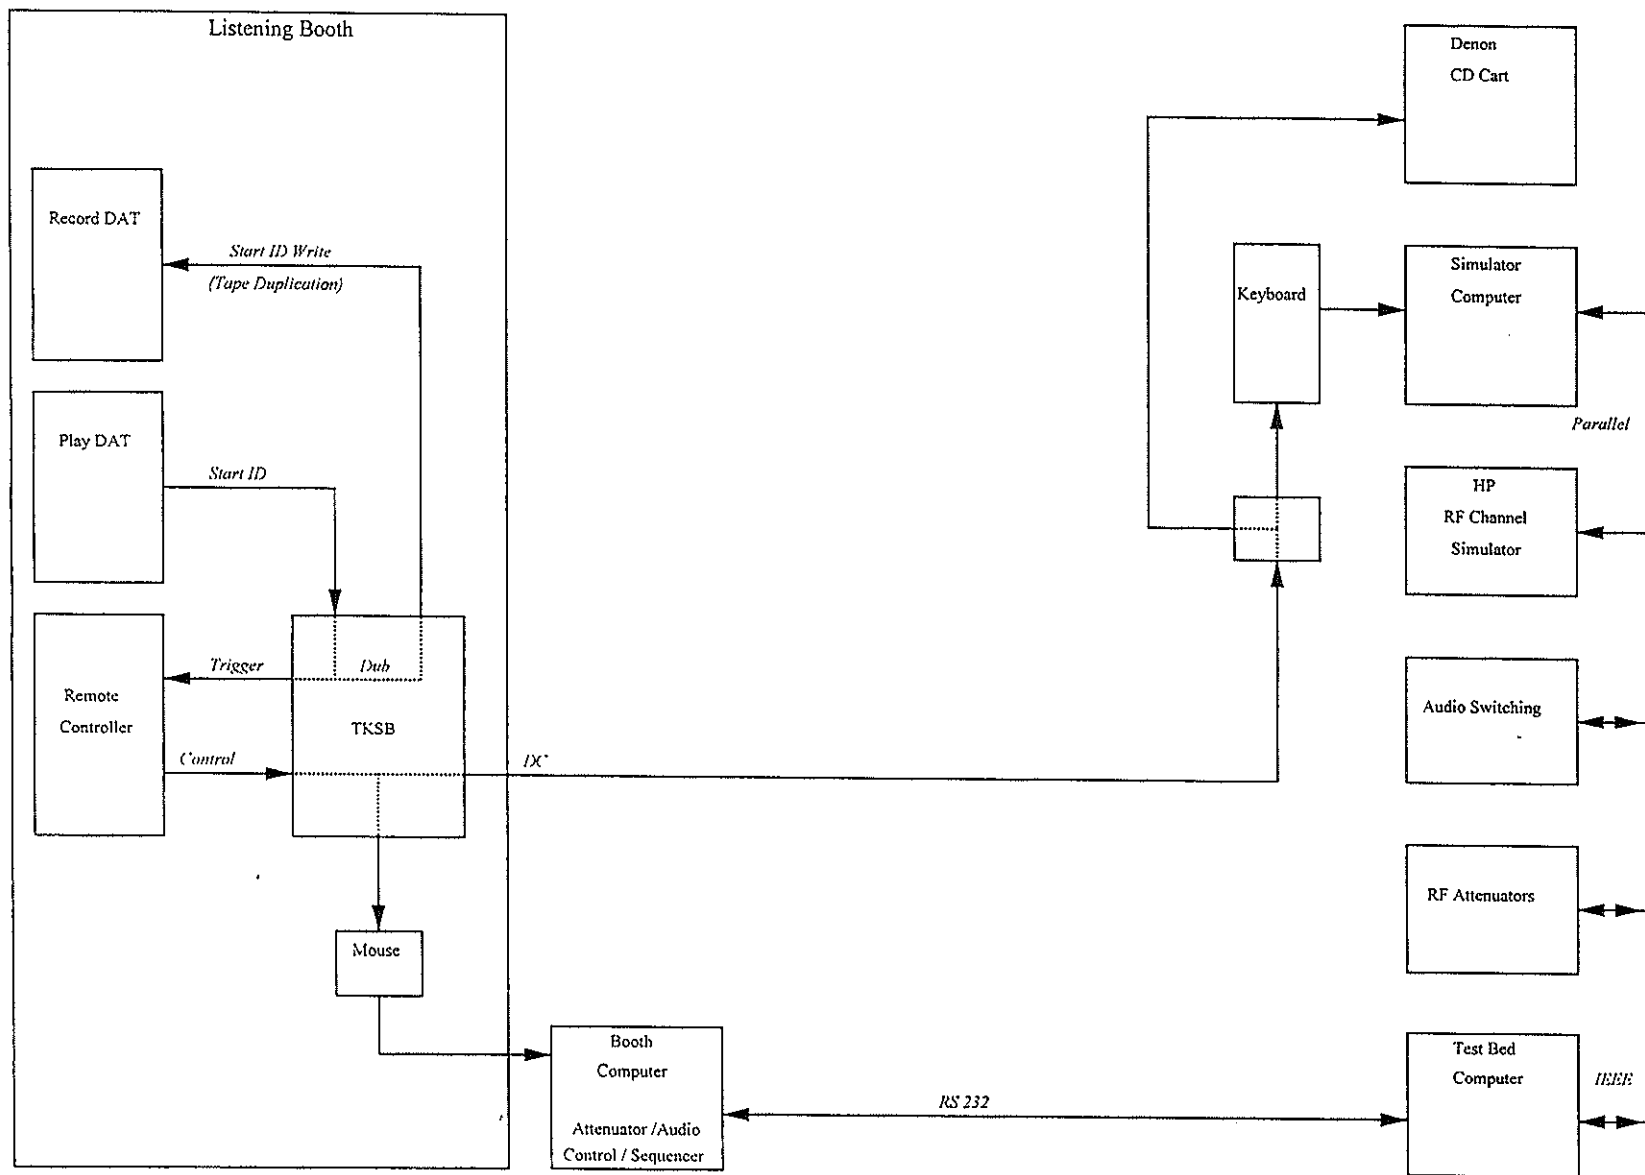 Listening Booth
Denon
CD Cart
Record DAT
Start ID Write
(Tape Duplication)
Keyboard
Simulator
Computer
Parallel
Play DAT
Start ID
HP
RF Channel
Simulator
Trigger
Dub
Remote
Controller
TKSB
Control
DC
Audio Switching
RF Attenuators
Mouse
Booth
Computer
Attenuator /Audio
Control / Sequencer
RS 232
Test Bed
Computer
IEEE